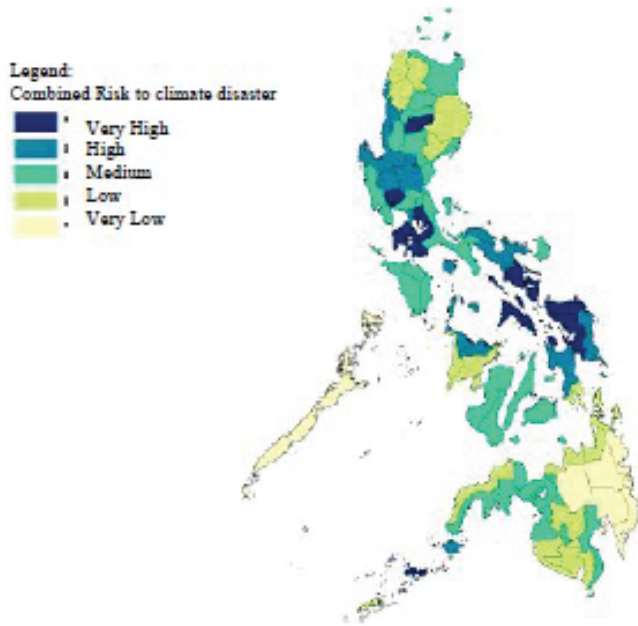 Legend:
Combined Risk to climate disaster
Very High
High
Medium
Low
Very Low